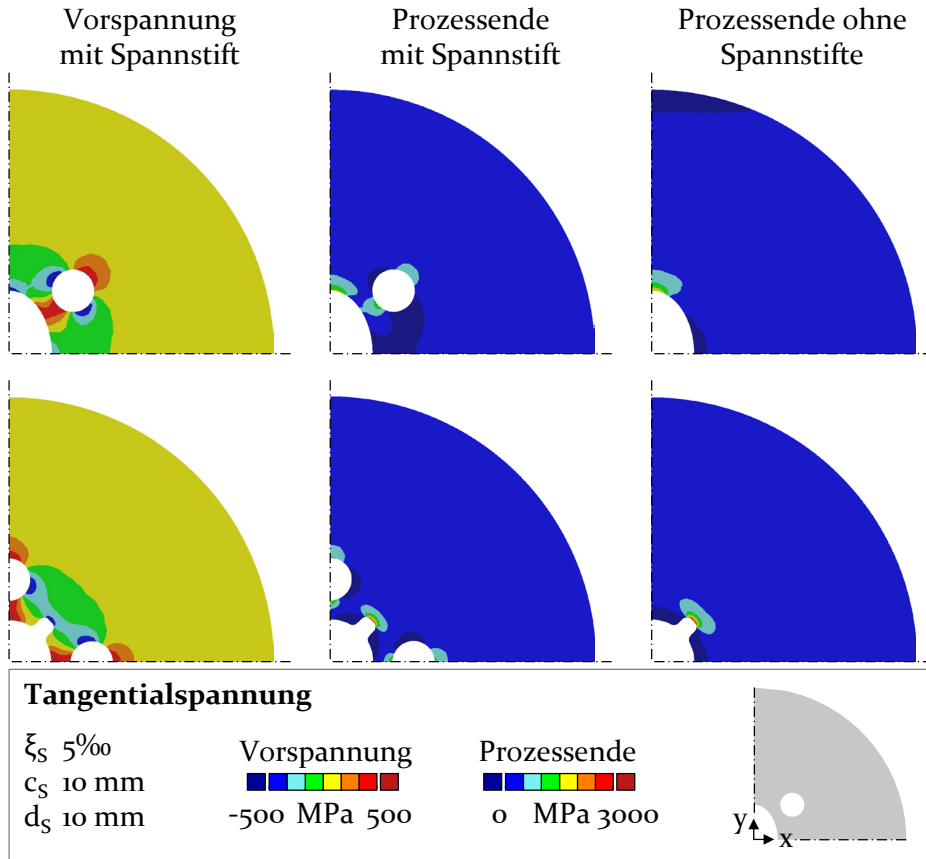 Vorspannung
mit Spannstift
Prozessende
mit Spannstift
Prozessende ohne
Spannstifte
Tangentialspannung
ξS 5‰
cS 10 mm
dS 10 mm
Vorspannung
-500 MPa 500
Prozessende
0 MPa 3000
y
x